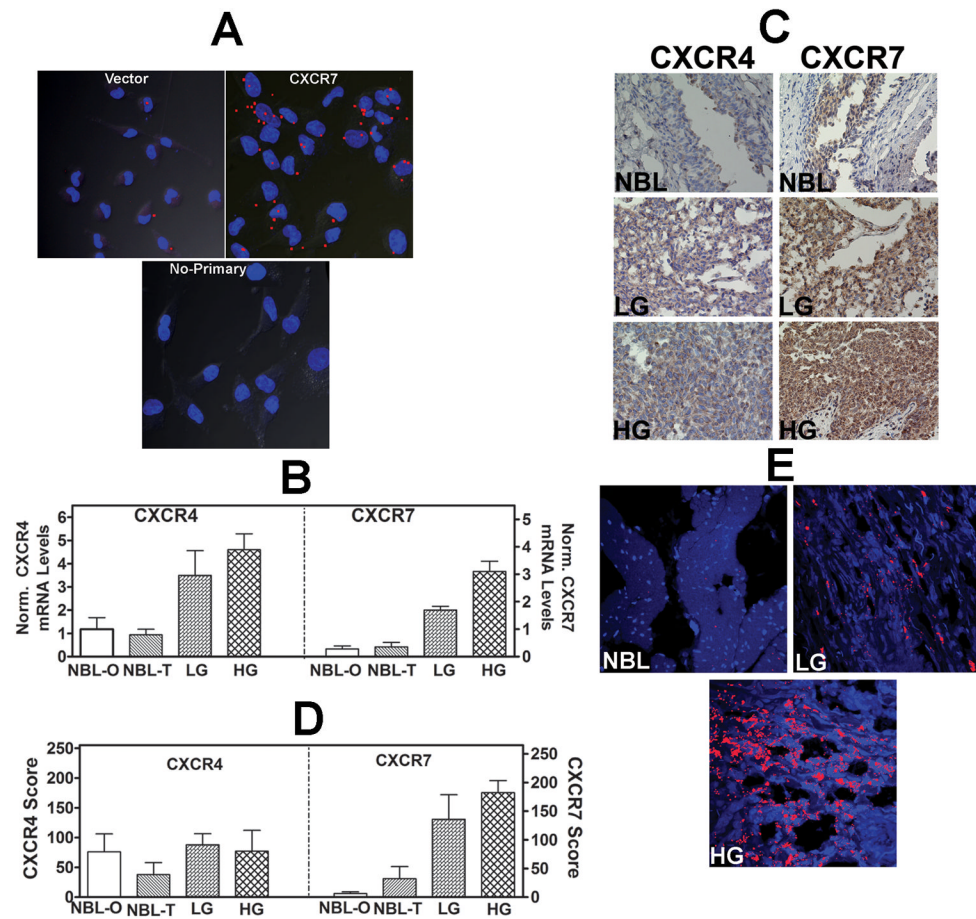 A
Vector
CXCR7
No-Primary
B
CXCR4
CXCR7
Norm. CXCR4
mRNA Levels
6
5
4
3
2
1
0
Norm. CXCR7
mRNA Levels
5
4
3
2
1
0
NBL-O NBL-T LG HG
NBL-O NBL-T LG HG
D
CXCR4
CXCR7
CXCR4 Score
250
200
150
100
50
0
CXCR7 Score
250
200
150
100
50
0
NBL-O NBL-T LG HG
NBL-O NBL-T LG HG
C
CXCR4 CXCR7
NBL NBL
LG LG
HG HG
E
NBL LG
HG